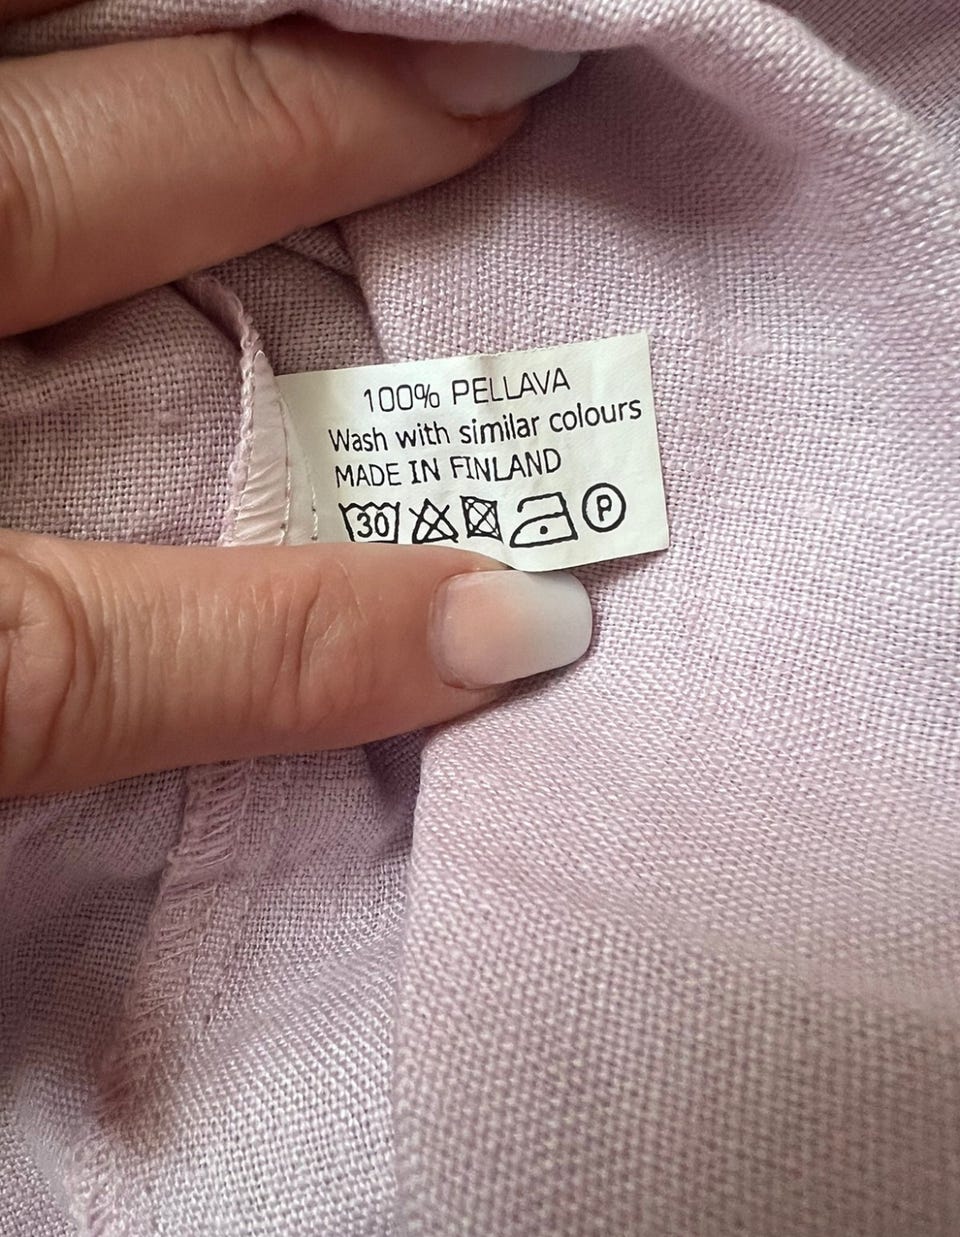 100% PELLAVA
Wash with similar colours
MADE IN FINLAND
30 P